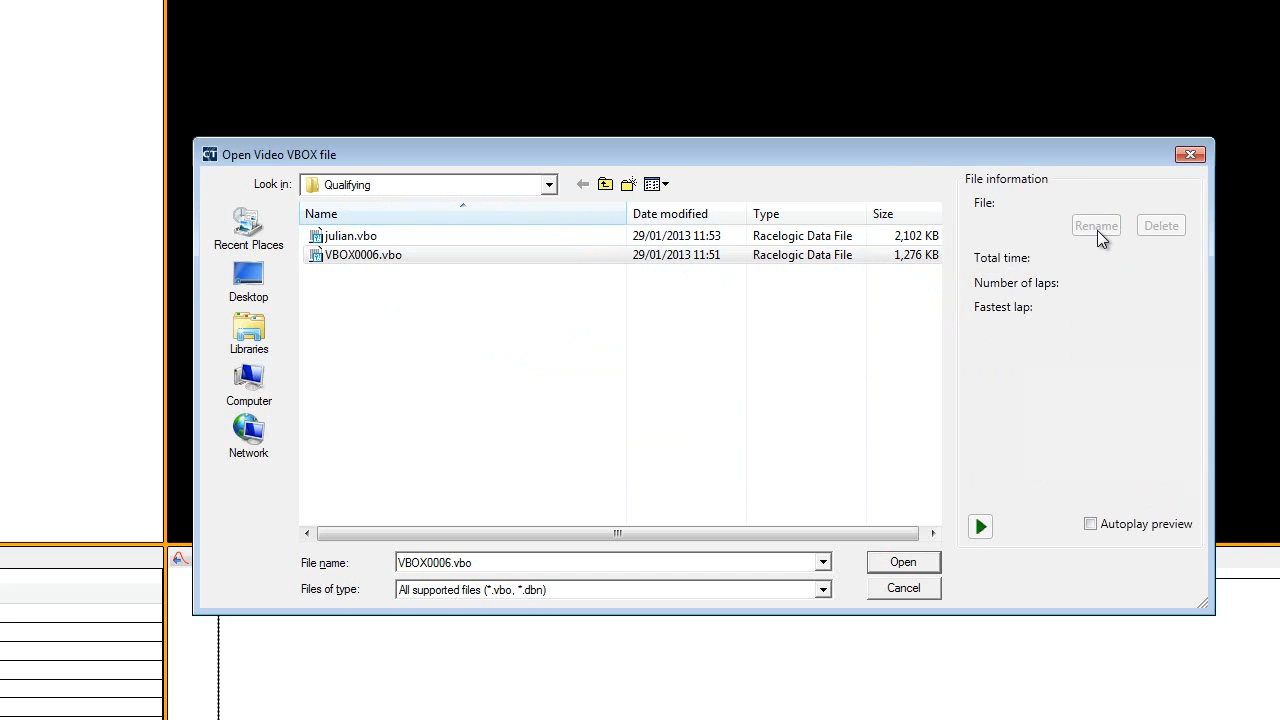 CT Open Video VBOX file
Look in: Qualifying
File information
Name Date modified Type Size
File:
julian.vbo 29/01/2013 11:53 Racelogic Data File 2,102 KB
Rename Delete
VBOX0006.vbo 29/01/2013 11:51 Racelogic Data File 1,276 KB
Recent Places
Total time:
Number of laps:
Desktop
Fastest lap:
Libraries
Computer
Network
Autoplay preview
File name: VBOX0006.vbo Open
Files of type: All supported files (*.vbo, *.dbn) Cancel